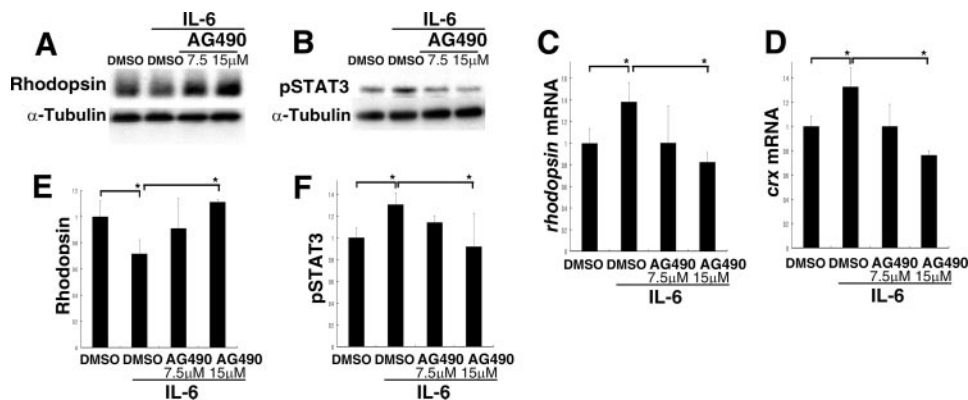 A
IL-6
AG490
DMSO DMSO 7.5 15μM
Rhodopsin
α-Tubulin
B
IL-6
AG490
DMSO DMSO 7.5 15μM
pSTAT3
α-Tubulin
C
rhodopsin mRNA
* *
DMSO DMSO AG490 AG490
7.5μM 15μM
IL-6
D
crx mRNA
* *
DMSO DMSO AG490 AG490
7.5μM 15μM
IL-6
E
Rhodopsin
* *
DMSO DMSO AG490 AG490
7.5μM 15μM
IL-6
F
pSTAT3
* *
DMSO DMSO AG490 AG490
7.5μM 15μM
IL-6